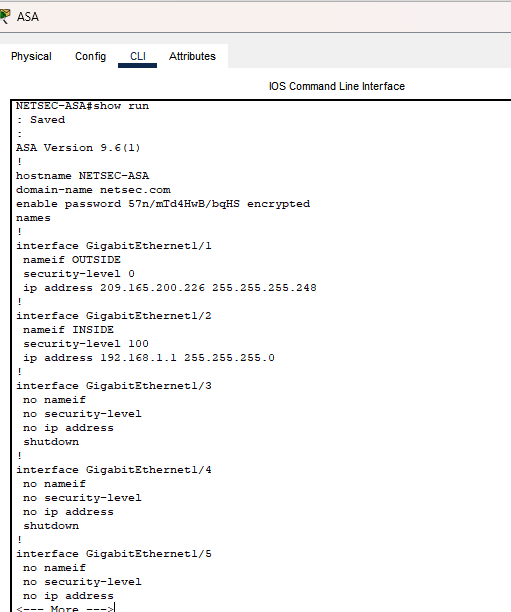 ASA
Physical Config CLI Attributes
IOS Command Line Interface
NETSEC-ASA#show run
: Saved
:
ASA Version 9.6(1)
!
hostname NETSEC-ASA
domain-name netsec.com
enable password 57n/mTd4HwB/bqHS encrypted
names
!
interface GigabitEthernet1/1
 nameif OUTSIDE
 security-level 0
 ip address 209.165.200.226 255.255.255.248
!
interface GigabitEthernet1/2
 nameif INSIDE
 security-level 100
 ip address 192.168.1.1 255.255.255.0
!
interface GigabitEthernet1/3
 no nameif
 no security-level
 no ip address
 shutdown
!
interface GigabitEthernet1/4
 no nameif
 no security-level
 no ip address
 shutdown
!
interface GigabitEthernet1/5
 no nameif
 no security-level
 no ip address
<--- More --->